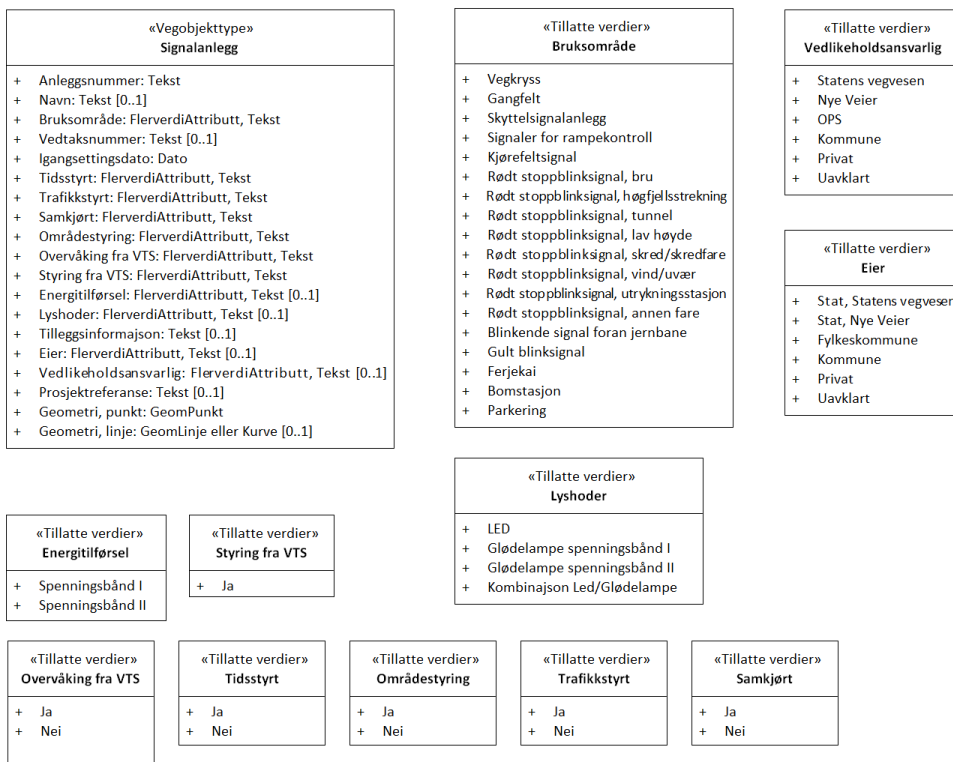 «Vegobjekttype»
Signalanlegg
+ Anleggsnummer: Tekst
+ Navn: Tekst [0..1]
+ Bruksområde: FlerverdiAttributt, Tekst
+ Vedtaksnummer: Tekst [0..1]
+ Igangsettingsdato: Dato
+ Tidsstyrt: FlerverdiAttributt, Tekst
+ Trafikkstyrt: FlerverdiAttributt, Tekst
+ Samkjørt: FlerverdiAttributt, Tekst
+ Områdestyring: FlerverdiAttributt, Tekst
+ Overvåking fra VTS: FlerverdiAttributt, Tekst
+ Styring fra VTS: FlerverdiAttributt, Tekst
+ Energitilførsel: FlerverdiAttributt, Tekst [0..1]
+ Lyshoder: FlerverdiAttributt, Tekst [0..1]
+ Tilleggsinformajson: Tekst [0..1]
+ Eier: FlerverdiAttributt, Tekst [0..1]
+ Vedlikeholdsansvarlig: FlerverdiAttributt, Tekst [0..1]
+ Prosjektreferanse: Tekst [0..1]
+ Geometri, punkt: GeomPunkt
+ Geometri, linje: GeomLinje eller Kurve [0..1]
«Tillatte verdier»
Bruksområde
+ Vegkryss
+ Gangfelt
+ Skyttelsignalanlegg
+ Signaler for rampekontroll
+ Kjørefeltsignal
+ Rødt stoppblinksignal, bru
+ Rødt stoppblinksignal, høgfjellsstrekning
+ Rødt stoppblinksignal, tunnel
+ Rødt stoppblinksignal, lav høyde
+ Rødt stoppblinksignal, skred/skredfare
+ Rødt stoppblinksignal, vind/uvær
+ Rødt stoppblinksignal, utrykningsstasjon
+ Rødt stoppblinksignal, annen fare
+ Blinkende signal foran jernbane
+ Gult blinksignal
+ Ferjekai
+ Bomstasjon
+ Parkering
«Tillatte verdier»
Vedlikeholdsansvarlig
+ Statens vegvesen
+ Nye Veier
+ OPS
+ Kommune
+ Privat
+ Uavklart
«Tillatte verdier»
Eier
+ Stat, Statens vegvesen
+ Stat, Nye Veier
+ Fylkeskommune
+ Kommune
+ Privat
+ Uavklart
«Tillatte verdier»
Lyshoder
+ LED
+ Glødelampe spenningsbånd I
+ Glødelampe spenningsbånd II
+ Kombinajson Led/Glødelampe
«Tillatte verdier»
Energitilførsel
+ Spenningsbånd I
+ Spenningsbånd II
«Tillatte verdier»
Styring fra VTS
+ Ja
«Tillatte verdier»
Overvåking fra VTS
+ Ja
+ Nei
«Tillatte verdier»
Tidsstyrt
+ Ja
+ Nei
«Tillatte verdier»
Områdestyring
+ Ja
+ Nei
«Tillatte verdier»
Trafikkstyrt
+ Ja
+ Nei
«Tillatte verdier»
Samkjørt
+ Ja
+ Nei